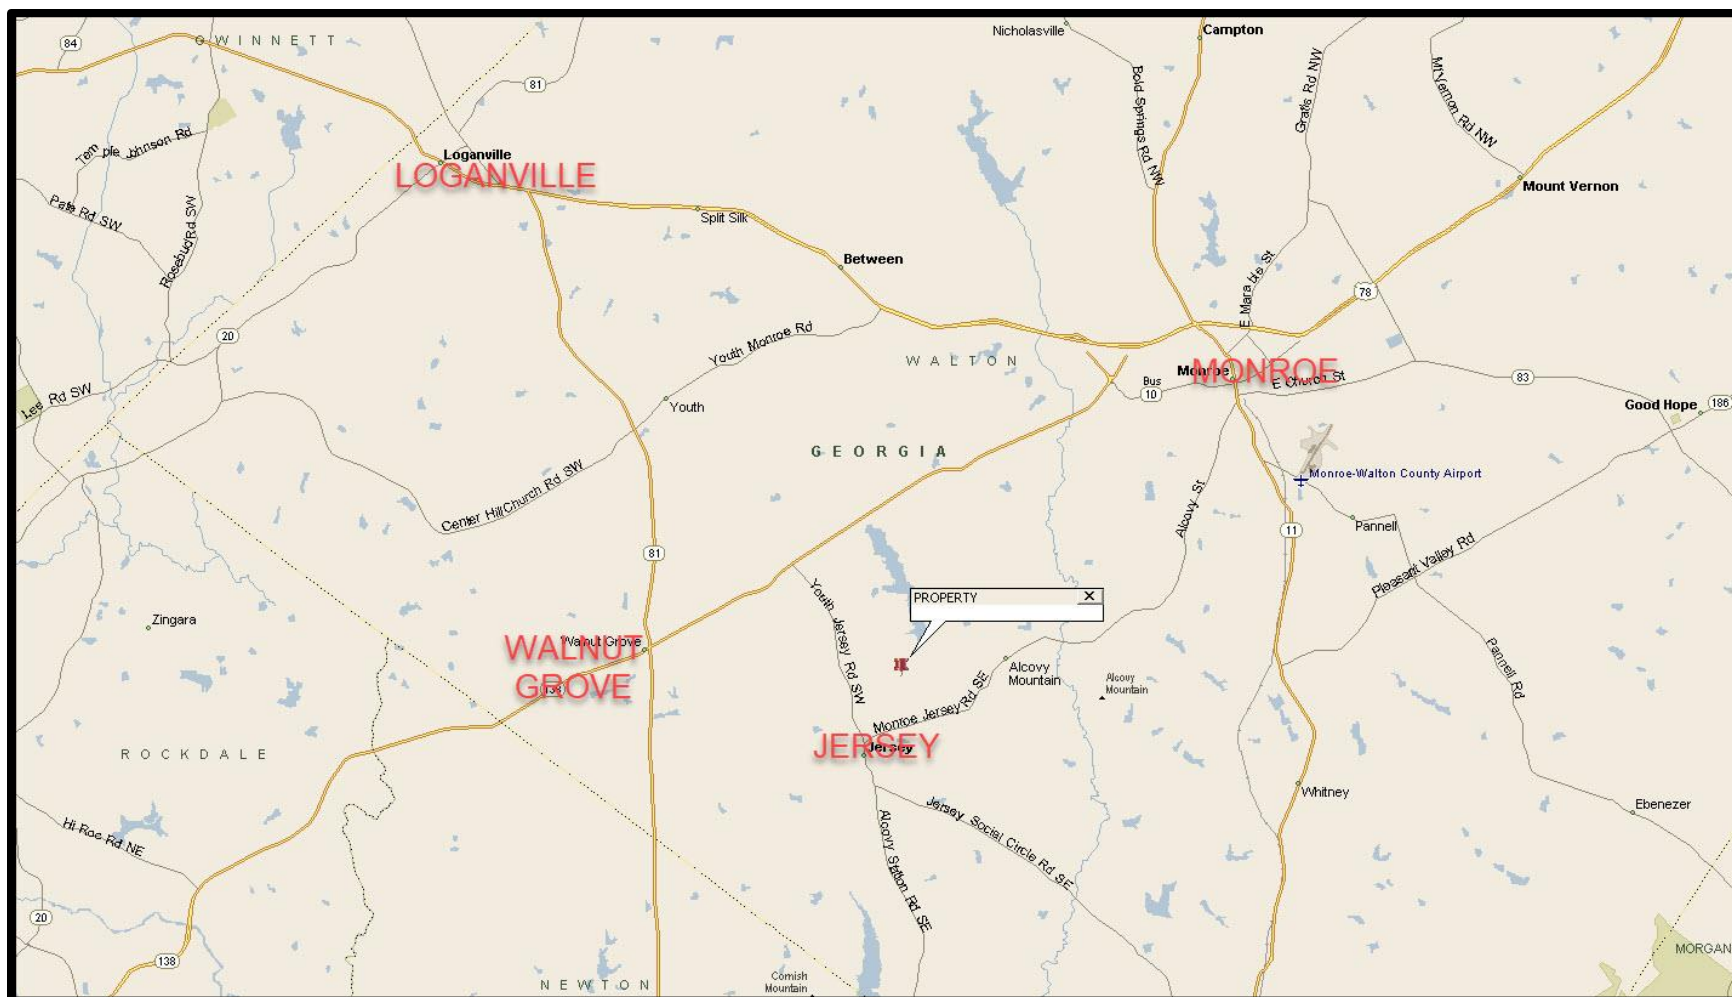 Nicholasville
Campton
GWINNETT
84
81
Bold Springs Rd NW
Gratis Rd NW
Mt Vernon Rd NW
Temple Johnson Rd
Loganville
LOGANVILLE
Pate Rd SW
Rosebud Rd SW
Split Silk
Mount Vernon
Between
E Marable St
78
20
Youth Monroe Rd
WALTON
Monroe
MONROE
Bus
10
E Church St
83
Lee Rd SW
Youth
Good Hope
186
GEORGIA
Monroe-Walton County Airport
Center Hill Church Rd SW
Alcovy St
11
Pannell
81
Pleasant Valley Rd
Youth Jersey Rd SW
PROPERTY
Zingara
Walnut Grove
WALNUT
GROVE
138
Alcovy
Mountain
Alcovy
Mountain
Pannell Rd
Monroe Jersey Rd SE
Jersey
JERSEY
ROCKDALE
Whitney
Ebenezer
Hi Roc Rd NE
Jersey Social Circle Rd SE
Alcovy Station Rd SE
20
138
NEWTON
Cornish
Mountain
MORGAN